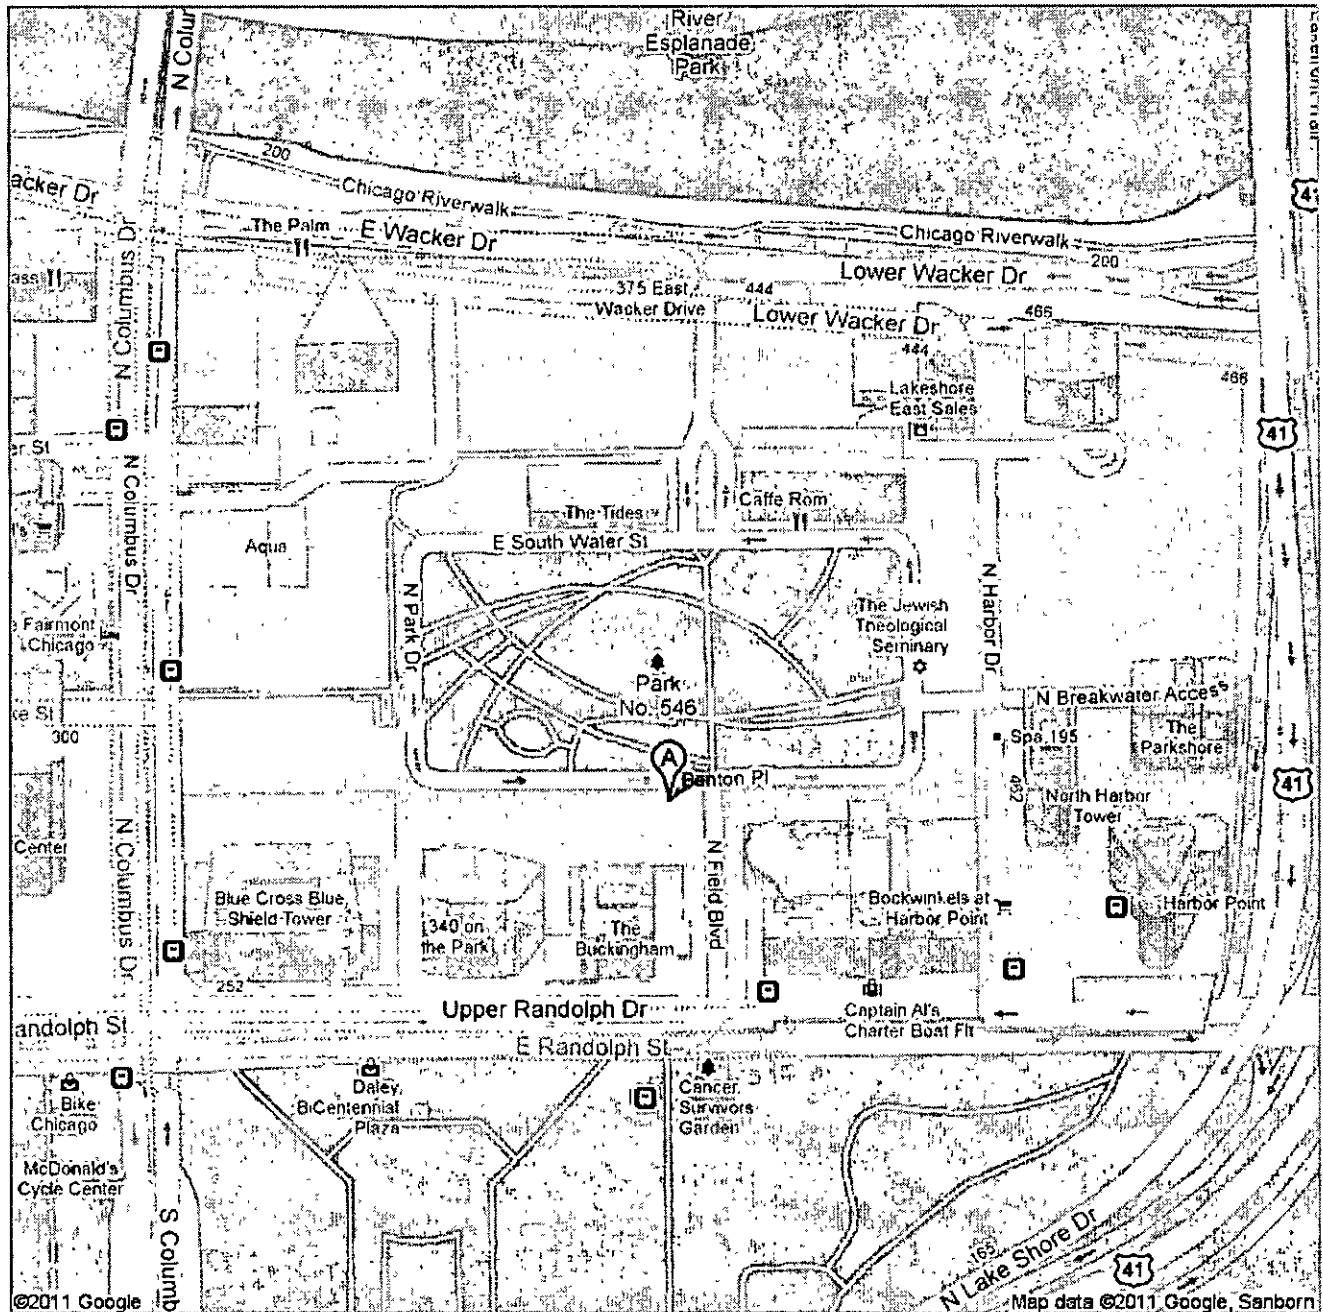 River
Esplanade
Park
N Colum
200
Chicago Riverwalk
acker Dr
The Palm
E Wacker Dr
Chicago Riverwalk
200
41
Lower Wacker Dr
N Columbus Dr
375 East
Wacker Drive
444
Lower Wacker Dr
466
444
Lakeshore
East Sales
466
41
er St
N Columbus Dr
The Tides
Caffe Rom
E South Water St
Aqua
N Park Dr
N Harbor Dr
The Jewish
Theological
Seminary
e Fairmont
Chicago
Park
No. 546
N Breakwater Access
ke St
300
Spa 195
The
Parkshore
A
Benton Pl
462
North Harbor
Tower
41
Center
N Columbus Dr
N Field Blvd
Blue Cross Blue
Shield Tower
340 on
the Park
The
Buckingham
Bockwinkels at
Harbor Point
Harbor Point
252
Upper Randolph Dr
Captain Al's
Charter Boat Flt
andolph St
E Randolph St
Bike
Chicago
Daley
BiCentennial
Plaza
Cancer
Survivors
Garden
McDonald's
Cycle Center
S Columb
165
N Lake Shore Dr
41
©2011 Google
Map data ©2011 Google, Sanborn